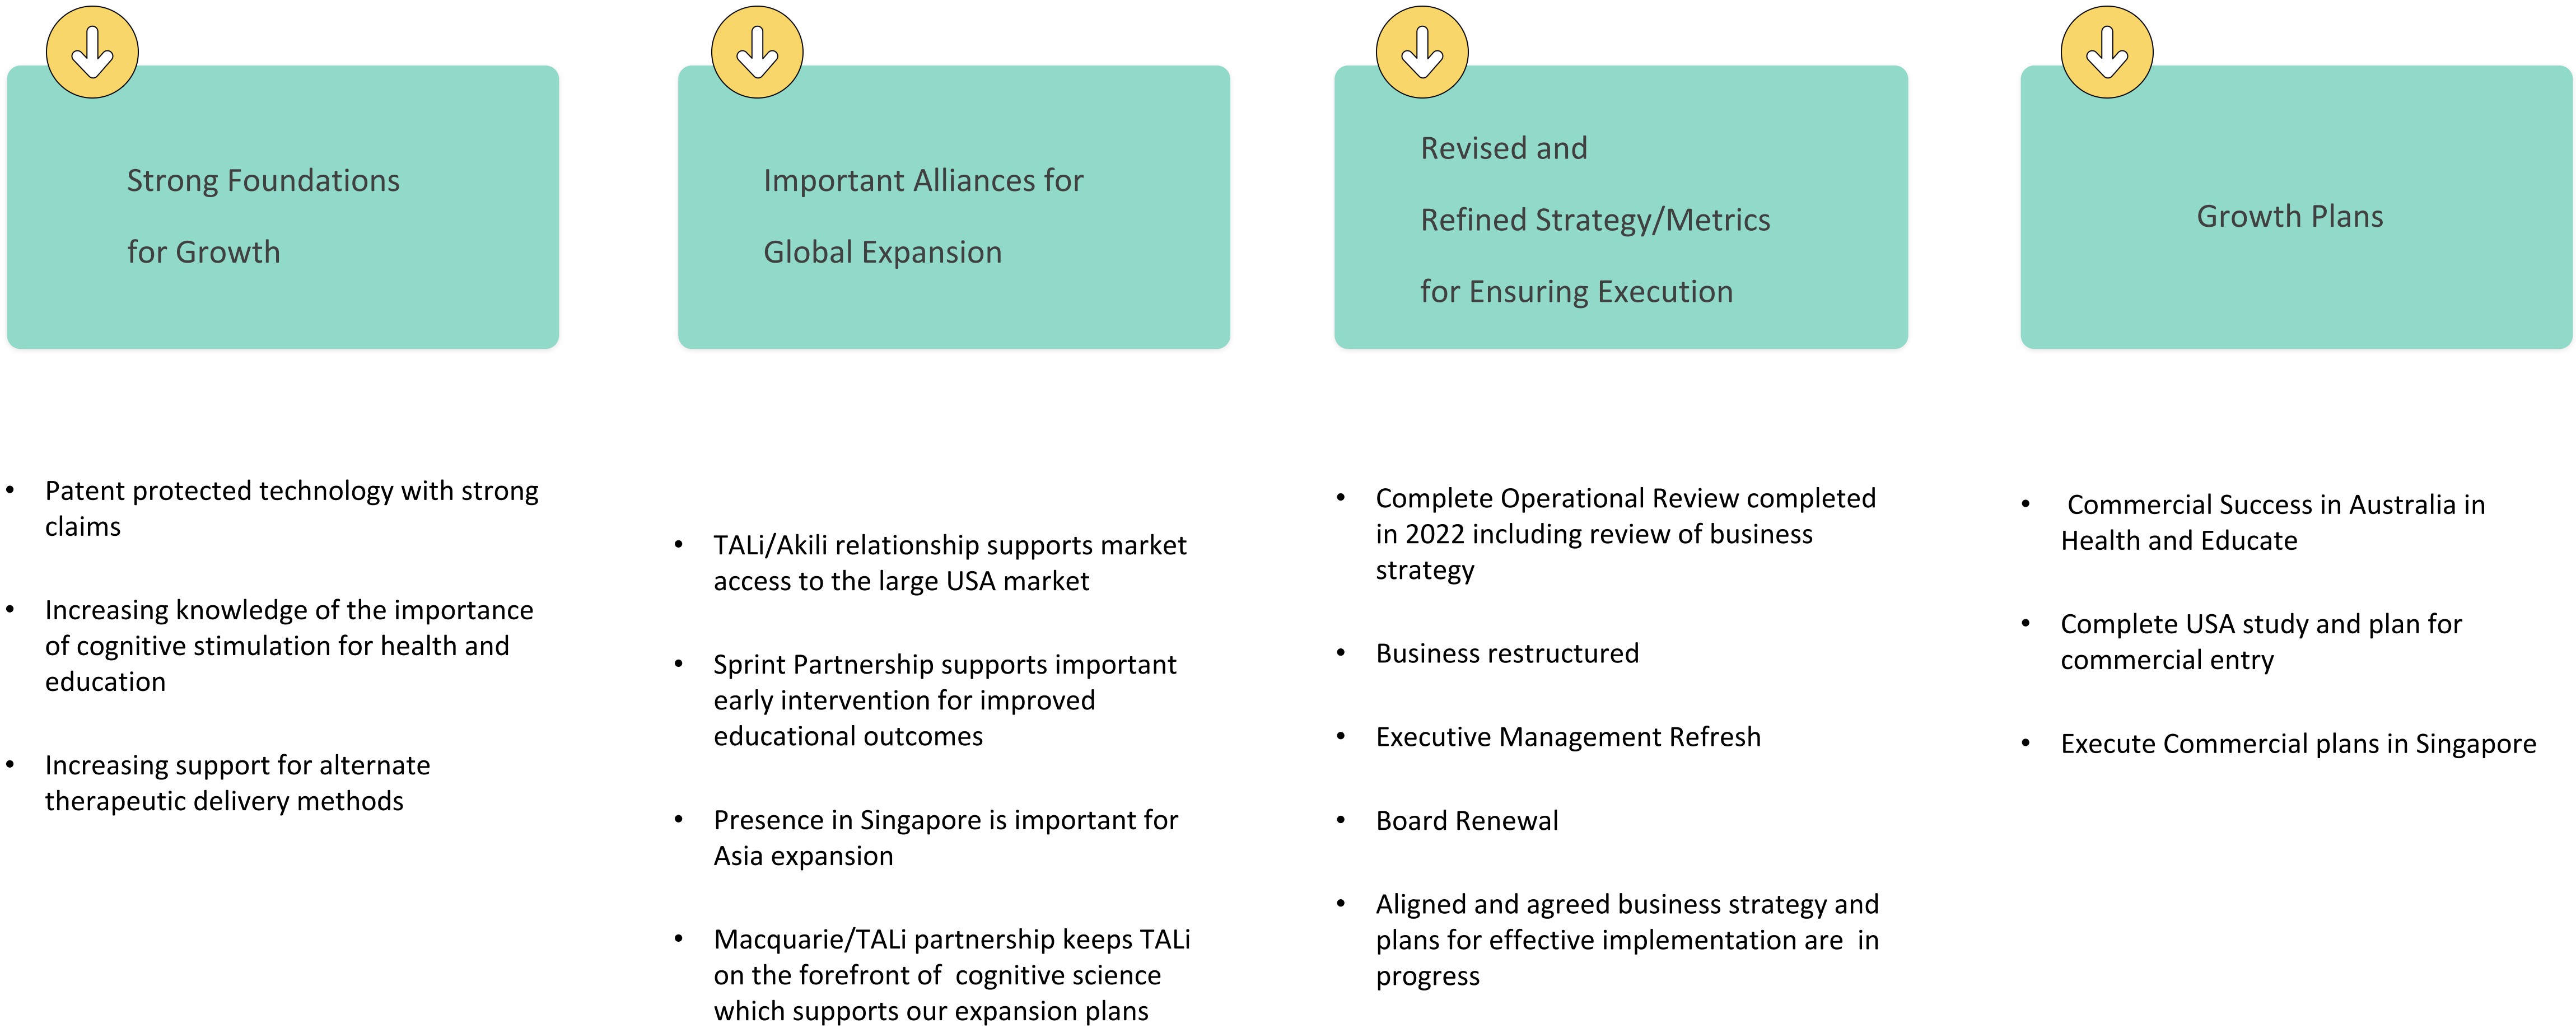 Strong Foundations
for Growth
• Patent protected technology with strong
claims
• Increasing knowledge of the importance
of cognitive stimulation for health and
education
• Increasing support for alternate
therapeutic delivery methods
Important Alliances for
Global Expansion
• TALi/Akili relationship supports market
access to the large USA market
• Sprint Partnership supports important
early intervention for improved
educational outcomes
• Presence in Singapore is important for
Asia expansion
• Macquarie/TALi partnership keeps TALi
on the forefront of  cognitive science
which supports our expansion plans
Revised and
Refined Strategy/Metrics
for Ensuring Execution
• Complete Operational Review completed
in 2022 including review of business
strategy
• Business restructured
• Executive Management Refresh
• Board Renewal
• Aligned and agreed business strategy and
plans for effective implementation are  in
progress
Growth Plans
• Commercial Success in Australia in
Health and Educate
• Complete USA study and plan for
commercial entry
• Execute Commercial plans in Singapore